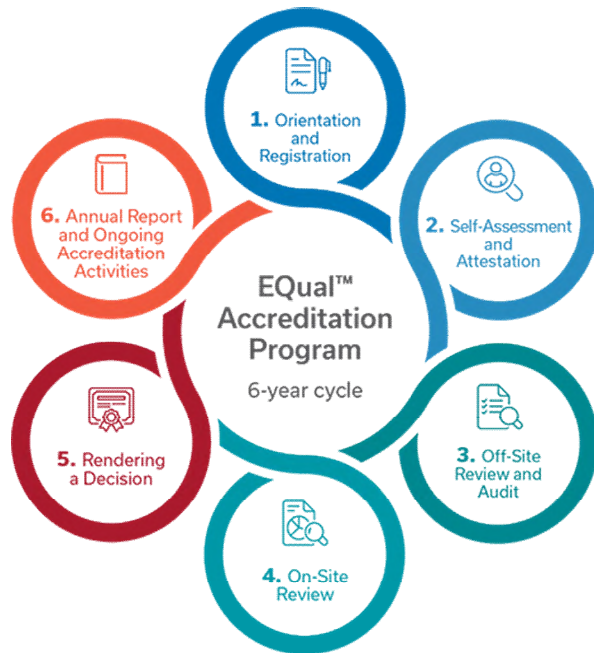 1. Orientation
and
Registration
2. Self-Assessment
and
Attestation
3. Off-Site
Review and
Audit
4. On-Site
Review
5. Rendering
a Decision
6. Annual Report
and Ongoing
Accreditation
Activities
EQual™
Accreditation
Program
6-year cycle